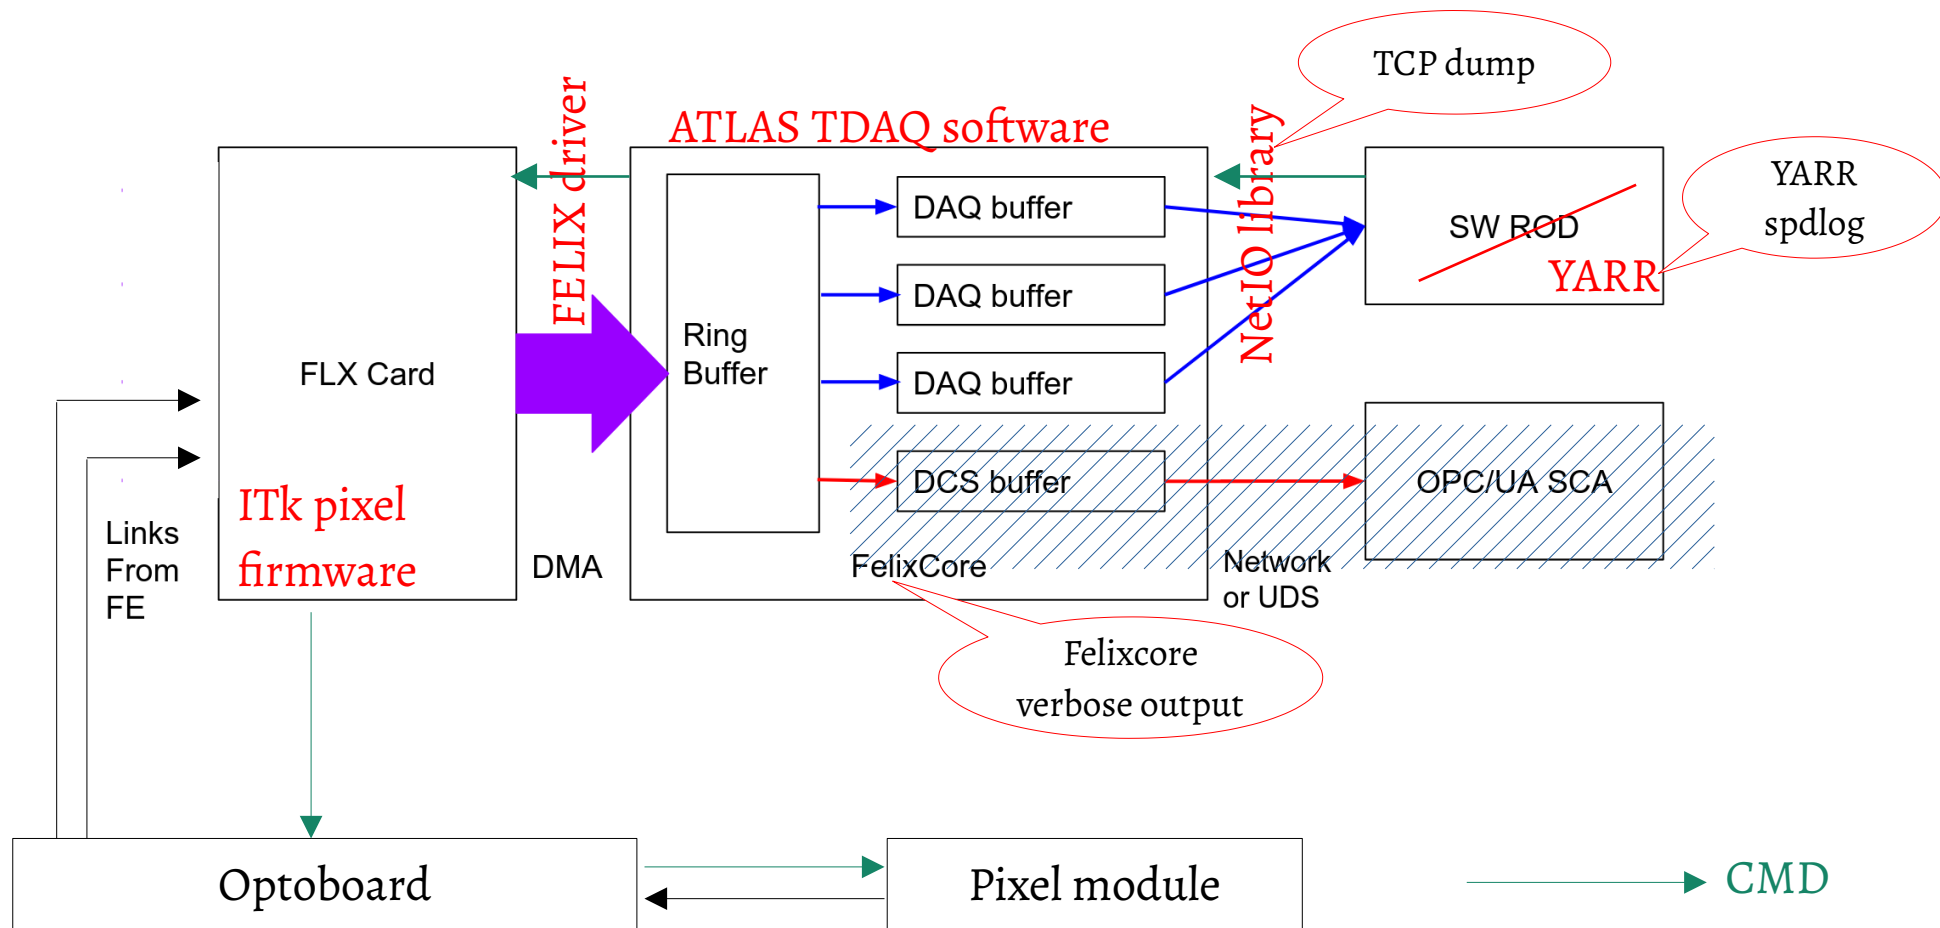 TCP dump
FELIX driver
ATLAS TDAQ software
NetIO library
YARR
spdlog
DAQ buffer
SW ROD
YARR
DAQ buffer
Ring
Buffer
FLX Card
DAQ buffer
DCS buffer
OPC/UA SCA
ITk pixel
firmware
Links
From
FE
DMA
FelixCore
Network
or UDS
Felixcore
verbose output
Optoboard
Pixel module
CMD